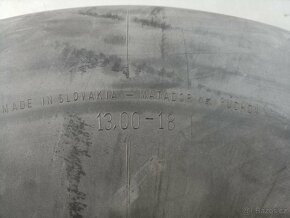 MADE IN SLOVAKIA – MATADOR
13,00-18